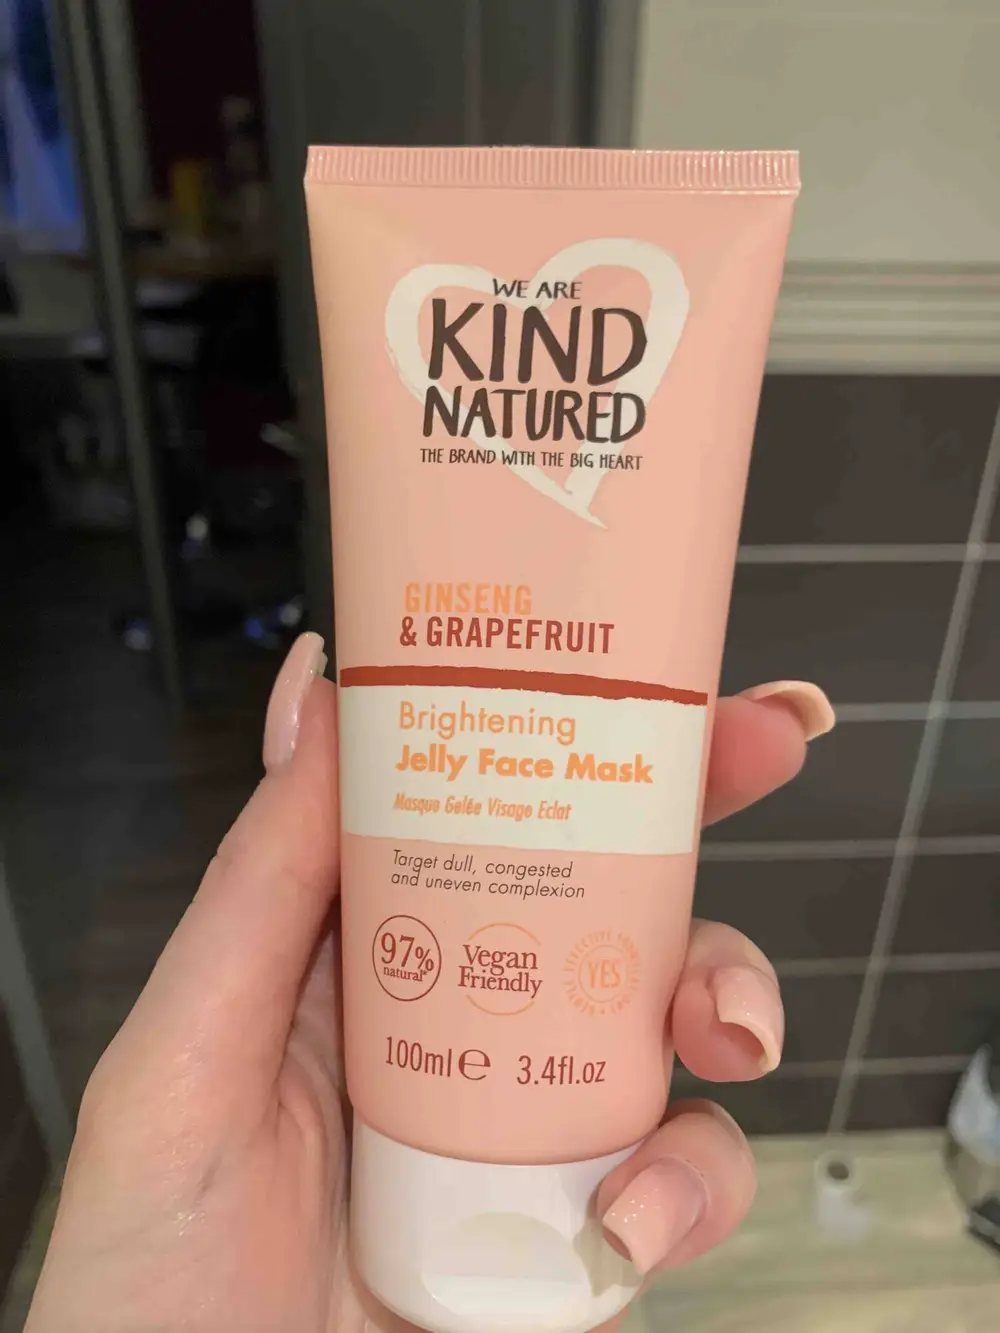 WE ARE
KIND
NATURED
THE BRAND WITH THE BIG HEART
GINSENG
& GRAPEFRUIT
Brightening
Jelly Face Mask
Masque Gelée Visage Eclat
Target dull, congested
and uneven complexion
97%
natural*
Vegan
Friendly
YES
100ml e 3.4fl.oz